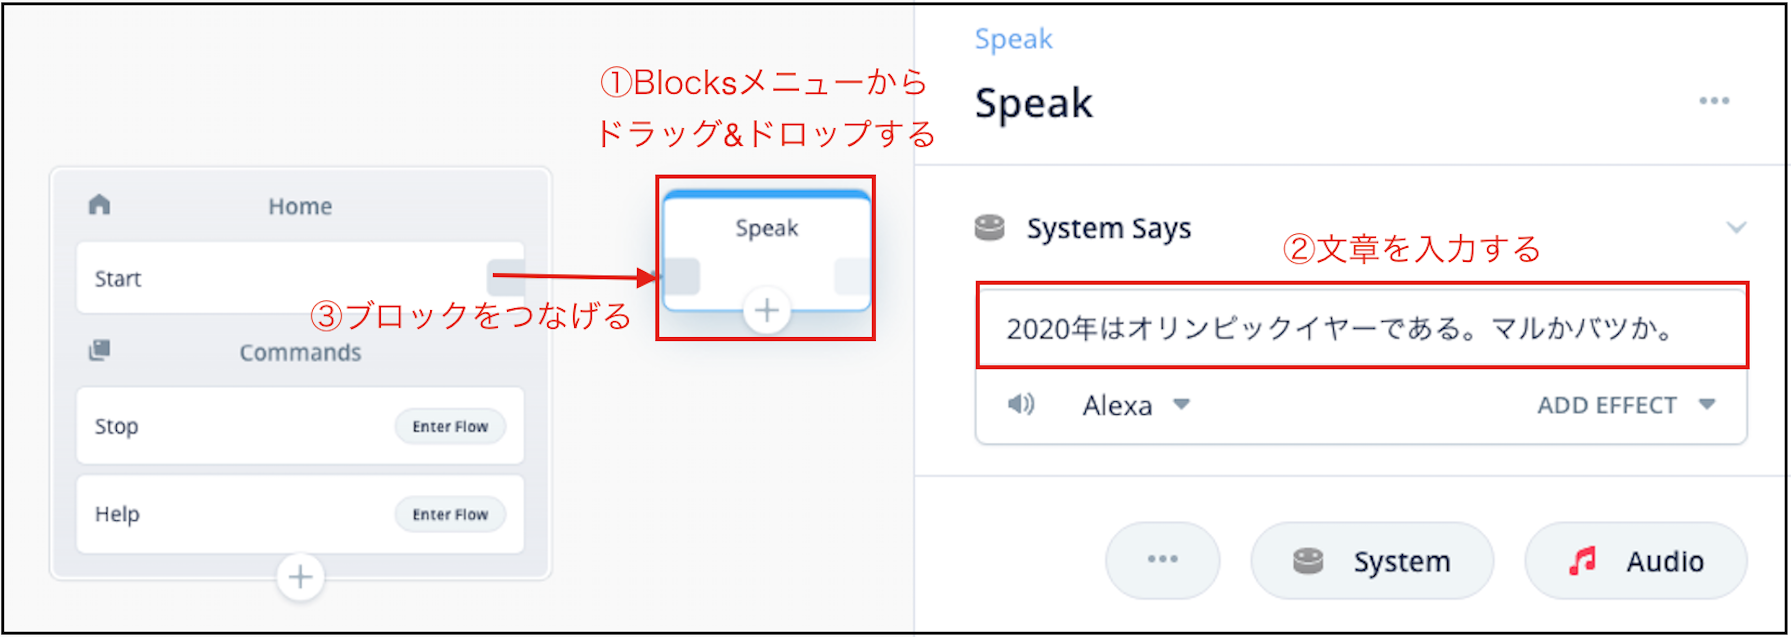 ①Blocksメニューから
ドラッグ&ドロップする
Home
Start
③ブロックをつなげる
Commands
Stop
Enter Flow
Help
Enter Flow
Speak
Speak
Speak
System Says
②文章を入力する
2020年はオリンピックイヤーである。マルかバツか。
Alexa
ADD EFFECT
System
Audio